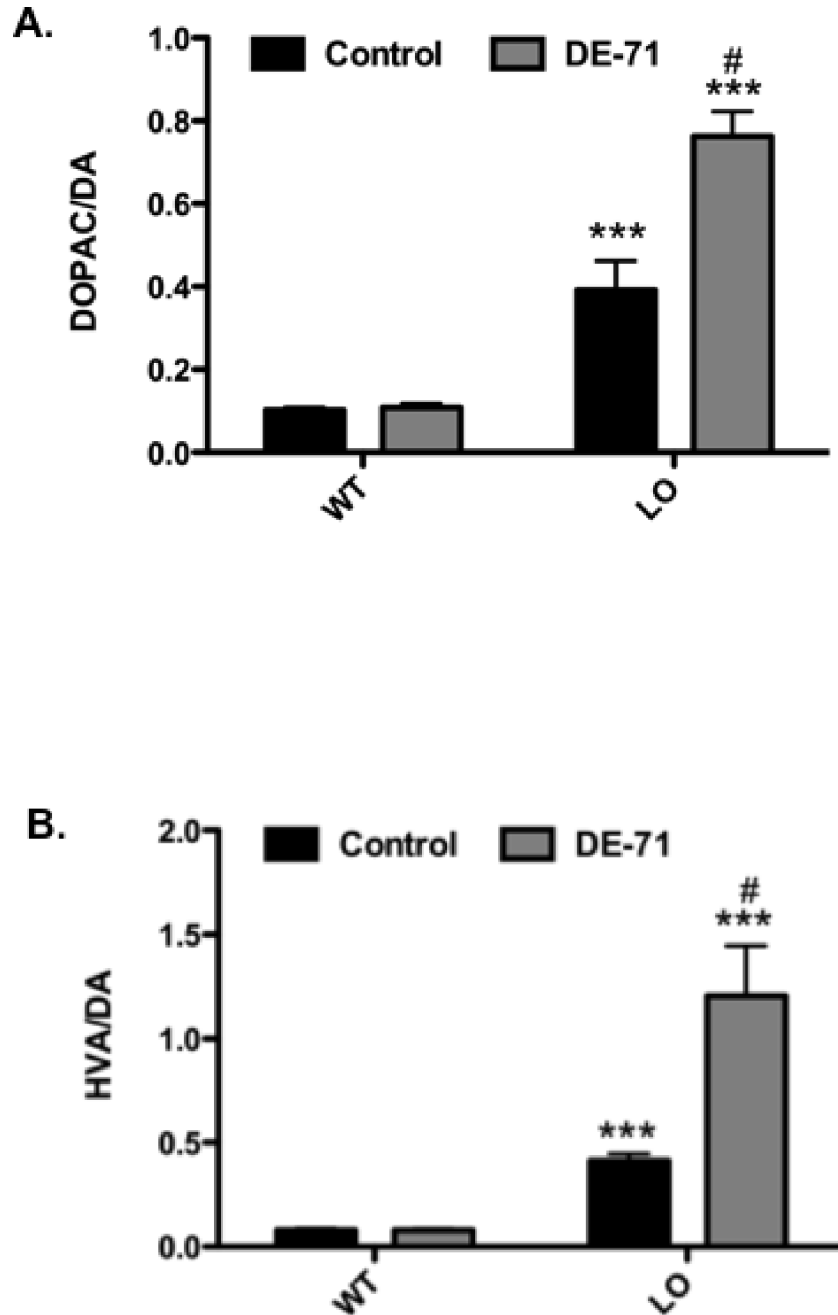 A.
DOPAC/DA
1.0
0.8
0.6
0.4
0.2
0.0
Control DE-71
***
#
***
WT LO
B.
HVA/DA
2.0
1.5
1.0
0.5
0.0
Control DE-71
***
#
***
WT LO